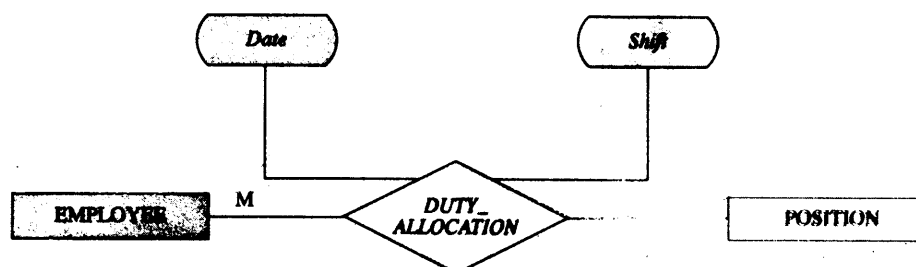 Date
Shift
EMPLOYEE
M
DUTY_
ALLOCATION
POSITION